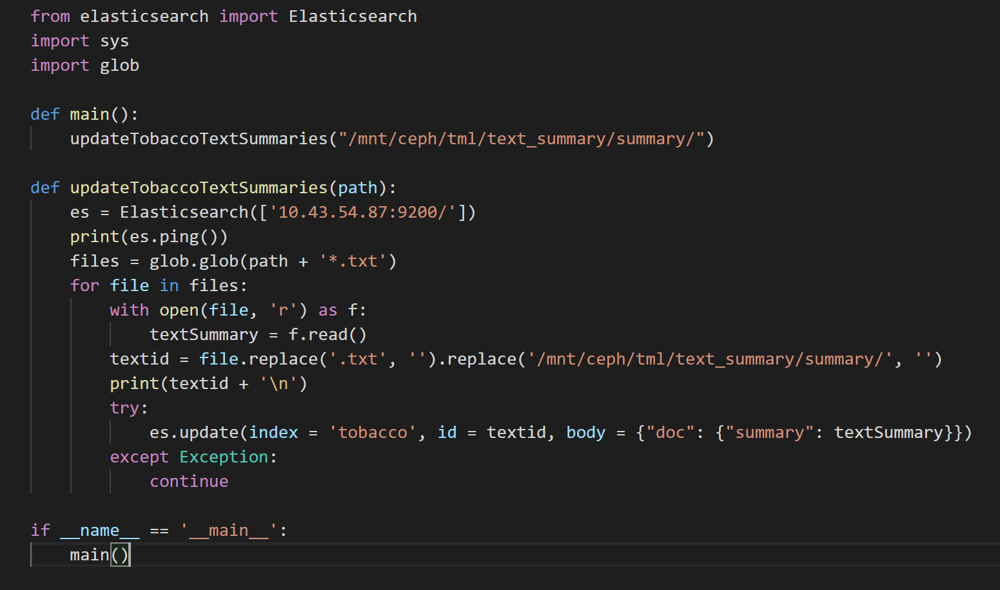 from elasticsearch import Elasticsearch
import sys
import glob

def main():
    updateTobaccoTextSummaries("/mnt/ceph/tml/text_summary/summary/")

def updateTobaccoTextSummaries(path):
    es = Elasticsearch(['10.43.54.87:9200/'])
    print(es.ping())
    files = glob.glob(path + '*.txt')
    for file in files:
        with open(file, 'r') as f:
            textSummary = f.read()
        textid = file.replace('.txt', '').replace('/mnt/ceph/tml/text_summary/summary/', '')
        print(textid + '\n')
        try:
            es.update(index = 'tobacco', id = textid, body = {"doc": {"summary": textSummary}})
        except Exception:
            continue

if __name__ == '__main__':
    main()